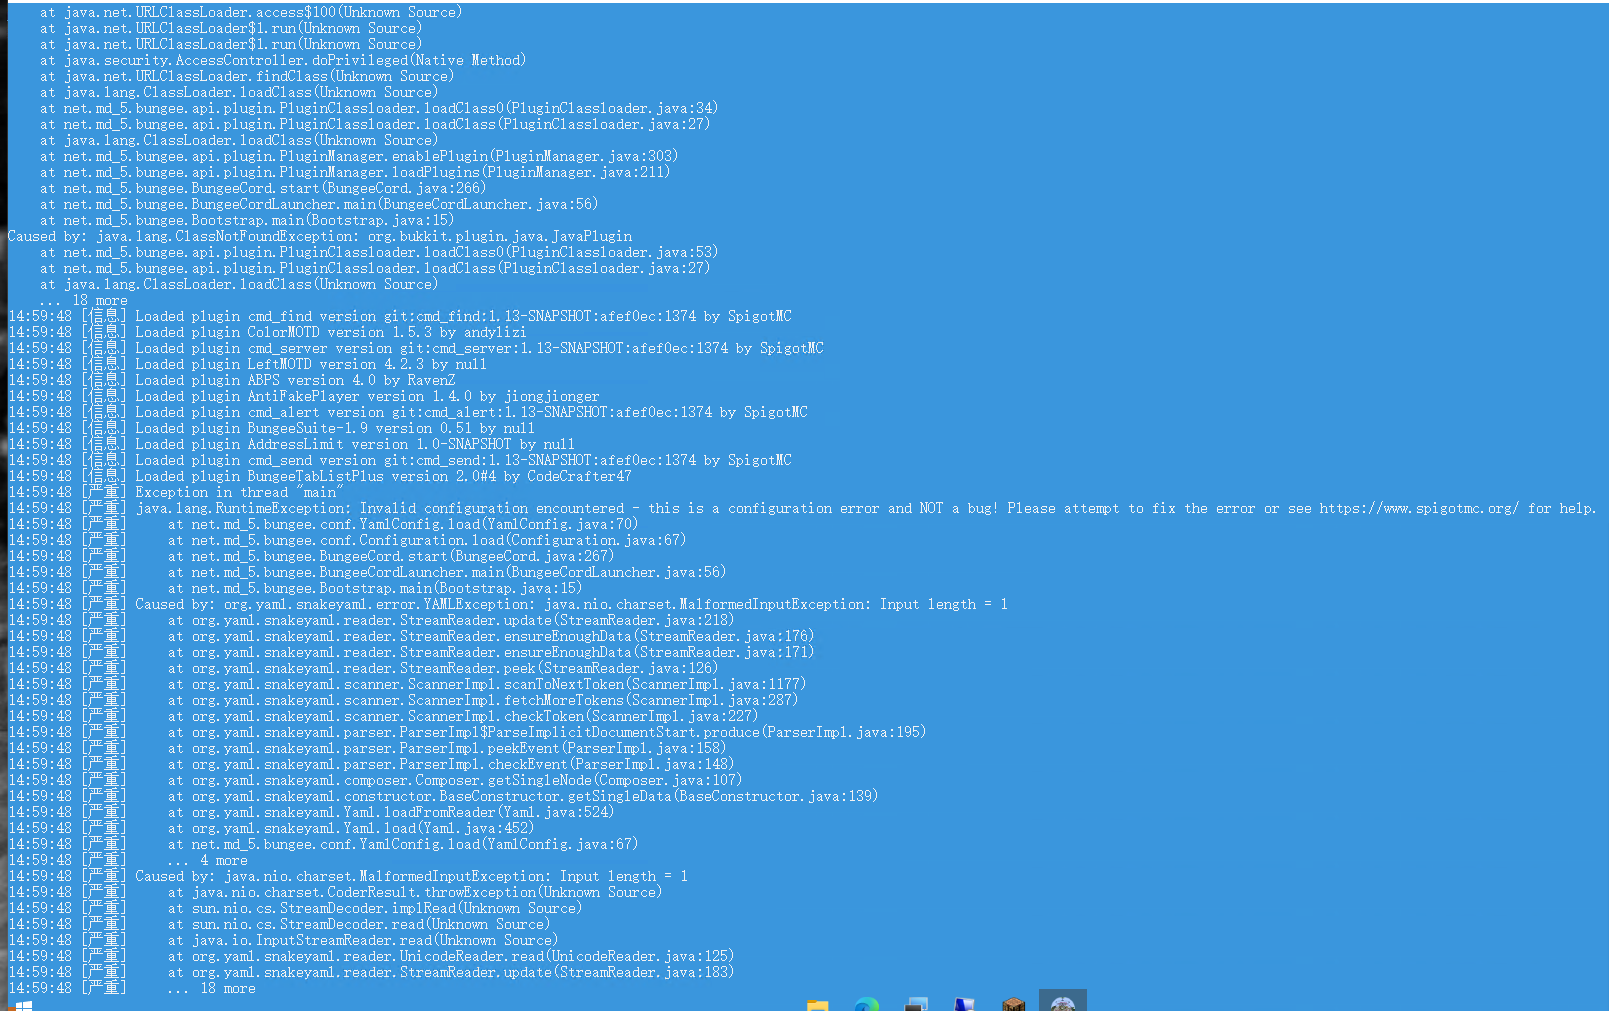 at java.net.URLClassLoader.access$100(Unknown Source)
at java.net.URLClassLoader$1.run(Unknown Source)
at java.net.URLClassLoader$1.run(Unknown Source)
at java.security.AccessController.doPrivileged(Native Method)
at java.net.URLClassLoader.findClass(Unknown Source)
at java.lang.ClassLoader.loadClass(Unknown Source)
at net.md_5.bungee.api.plugin.PluginClassloader.loadClass0(PluginClassloader.java:34)
at net.md_5.bungee.api.plugin.PluginClassloader.loadClass(PluginClassloader.java:27)
at java.lang.ClassLoader.loadClass(Unknown Source)
at net.md_5.bungee.api.plugin.PluginManager.enablePlugin(PluginManager.java:303)
at net.md_5.bungee.api.plugin.PluginManager.loadPlugins(PluginManager.java:211)
at net.md_5.bungee.BungeeCord.start(BungeeCord.java:266)
at net.md_5.bungee.BungeeCordLauncher.main(BungeeCordLauncher.java:56)
at net.md_5.bungee.Bootstrap.main(Bootstrap.java:15)
Caused by: java.lang.ClassNotFoundException: org.bukkit.plugin.java.JavaPlugin
at net.md_5.bungee.api.plugin.PluginClassloader.loadClass0(PluginClassloader.java:53)
at net.md_5.bungee.api.plugin.PluginClassloader.loadClass(PluginClassloader.java:27)
at java.lang.ClassLoader.loadClass(Unknown Source)
... 18 more
14:59:48 [信息] Loaded plugin cmd_find version git:cmd_find:1.13-SNAPSHOT:afef0ec:1374 by SpigotMC
14:59:48 [信息] Loaded plugin ColorMOTD version 1.5.3 by andylizi
14:59:48 [信息] Loaded plugin cmd_server version git:cmd_server:1.13-SNAPSHOT:afef0ec:1374 by SpigotMC
14:59:48 [信息] Loaded plugin LeftMOTD version 4.2.3 by null
14:59:48 [信息] Loaded plugin ABPS version 4.0 by RavenZ
14:59:48 [信息] Loaded plugin AntiFakePlayer version 1.4.0 by jiongjionger
14:59:48 [信息] Loaded plugin cmd_alert version git:cmd_alert:1.13-SNAPSHOT:afef0ec:1374 by SpigotMC
14:59:48 [信息] Loaded plugin BungeeSuite-1.9 version 0.51 by null
14:59:48 [信息] Loaded plugin AddressLimit version 1.0-SNAPSHOT by null
14:59:48 [信息] Loaded plugin cmd_send version git:cmd_send:1.13-SNAPSHOT:afef0ec:1374 by SpigotMC
14:59:48 [信息] Loaded plugin BungeeTabListPlus version 2.0#4 by CodeCrafter47
14:59:48 [严重] Exception in thread "main"
14:59:48 [严重] java.lang.RuntimeException: Invalid configuration encountered - this is a configuration error and NOT a bug! Please attempt to fix the error or see https://www.spigotmc.org/ for help.
14:59:48 [严重] at net.md_5.bungee.conf.YamlConfig.load(YamlConfig.java:70)
14:59:48 [严重] at net.md_5.bungee.conf.Configuration.load(Configuration.java:67)
14:59:48 [严重] at net.md_5.bungee.BungeeCord.start(BungeeCord.java:267)
14:59:48 [严重] at net.md_5.bungee.BungeeCordLauncher.main(BungeeCordLauncher.java:56)
14:59:48 [严重] at net.md_5.bungee.Bootstrap.main(Bootstrap.java:15)
14:59:48 [严重] Caused by: org.yaml.snakeyaml.error.YAMLException: java.nio.charset.MalformedInputException: Input length = 1
14:59:48 [严重] at org.yaml.snakeyaml.reader.StreamReader.update(StreamReader.java:218)
14:59:48 [严重] at org.yaml.snakeyaml.reader.StreamReader.ensureEnoughData(StreamReader.java:176)
14:59:48 [严重] at org.yaml.snakeyaml.reader.StreamReader.ensureEnoughData(StreamReader.java:171)
14:59:48 [严重] at org.yaml.snakeyaml.reader.StreamReader.peek(StreamReader.java:126)
14:59:48 [严重] at org.yaml.snakeyaml.scanner.ScannerImpl.scanToNextToken(ScannerImpl.java:1177)
14:59:48 [严重] at org.yaml.snakeyaml.scanner.ScannerImpl.fetchMoreTokens(ScannerImpl.java:287)
14:59:48 [严重] at org.yaml.snakeyaml.scanner.ScannerImpl.checkToken(ScannerImpl.java:227)
14:59:48 [严重] at org.yaml.snakeyaml.parser.ParserImpl$ParseImplicitDocumentStart.produce(ParserImpl.java:195)
14:59:48 [严重] at org.yaml.snakeyaml.parser.ParserImpl.peekEvent(ParserImpl.java:158)
14:59:48 [严重] at org.yaml.snakeyaml.parser.ParserImpl.checkEvent(ParserImpl.java:148)
14:59:48 [严重] at org.yaml.snakeyaml.composer.Composer.getSingleNode(Composer.java:107)
14:59:48 [严重] at org.yaml.snakeyaml.constructor.BaseConstructor.getSingleData(BaseConstructor.java:139)
14:59:48 [严重] at org.yaml.snakeyaml.Yaml.loadFromReader(Yaml.java:524)
14:59:48 [严重] at org.yaml.snakeyaml.Yaml.load(Yaml.java:452)
14:59:48 [严重] at net.md_5.bungee.conf.YamlConfig.load(YamlConfig.java:67)
14:59:48 [严重] ... 4 more
14:59:48 [严重] Caused by: java.nio.charset.MalformedInputException: Input length = 1
14:59:48 [严重] at java.nio.charset.CoderResult.throwException(Unknown Source)
14:59:48 [严重] at sun.nio.cs.StreamDecoder.implRead(Unknown Source)
14:59:48 [严重] at sun.nio.cs.StreamDecoder.read(Unknown Source)
14:59:48 [严重] at java.io.InputStreamReader.read(Unknown Source)
14:59:48 [严重] at org.yaml.snakeyaml.reader.UnicodeReader.read(UnicodeReader.java:125)
14:59:48 [严重] at org.yaml.snakeyaml.reader.StreamReader.update(StreamReader.java:183)
14:59:48 [严重] ... 18 more